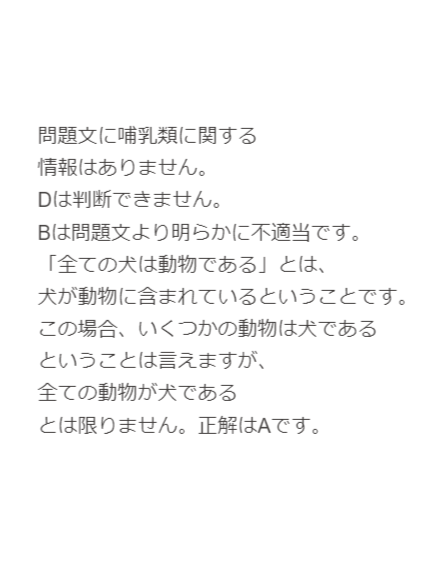 問題文に哺乳類に関する
情報はありません。
Dは判断できません。
Bは問題文より明らかに不適当です。
「全ての犬は動物である」とは、
犬が動物に含まれているということです。
この場合、いくつかの動物は犬である
ということは言えますが、
全ての動物が犬である
とは限りません。正解はAです。